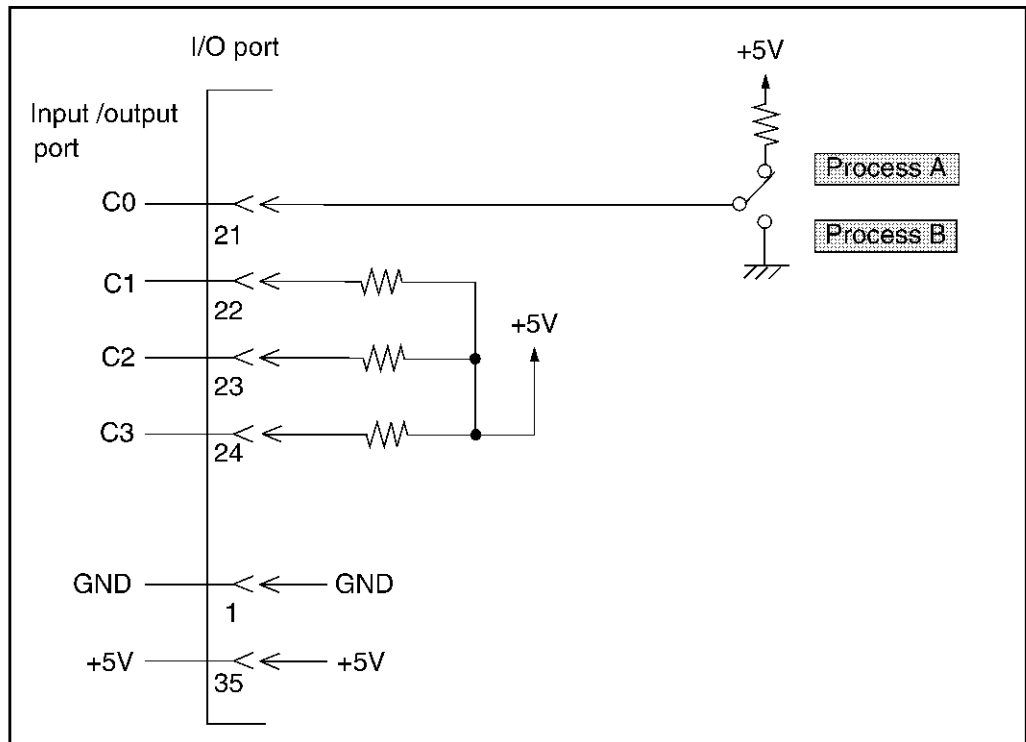 I/O port
+5V
Input /output
port
Process A
C0
21
Process B
C1
22
+5V
C2
23
C3
24
GND
GND
1
+5V
+5V
35